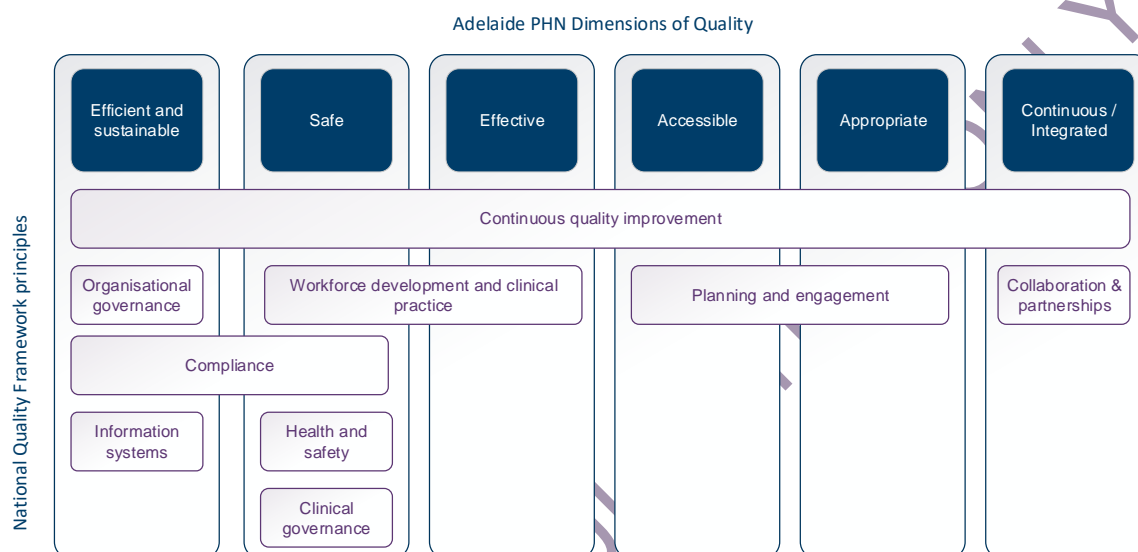 Adelaide PHN Dimensions of Quality
Efficient and
sustainable
Safe
Effective
Accessible
Appropriate
Continuous /
Integrated
National Quality Framework principles
Continuous quality improvement
Organisational
governance
Workforce development and clinical
practice
Planning and engagement
Collaboration &
partnerships
Compliance
Information
systems
Health and
safety
Clinical
governance